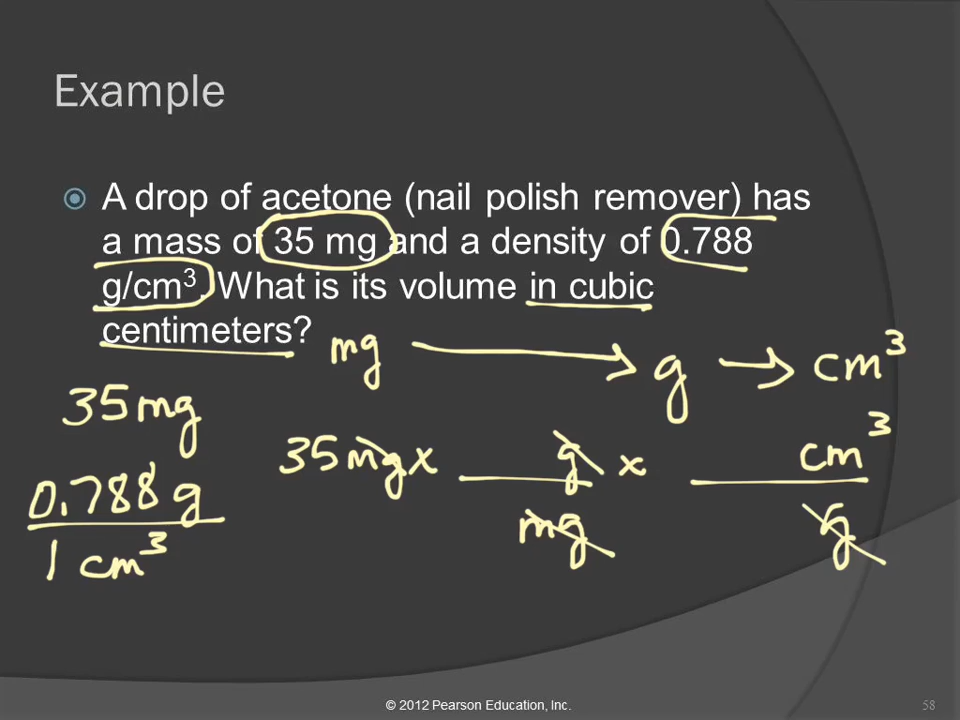 Example
A drop of acetone (nail polish remover) has
a mass of 35 mg and a density of 0.788
g/cm³. What is its volume in cubic
centimeters?
mg → g → cm³
35 mg
35 mg x g/mg x cm³/g
0.788 g
1 cm³
© 2012 Pearson Education, Inc.
58